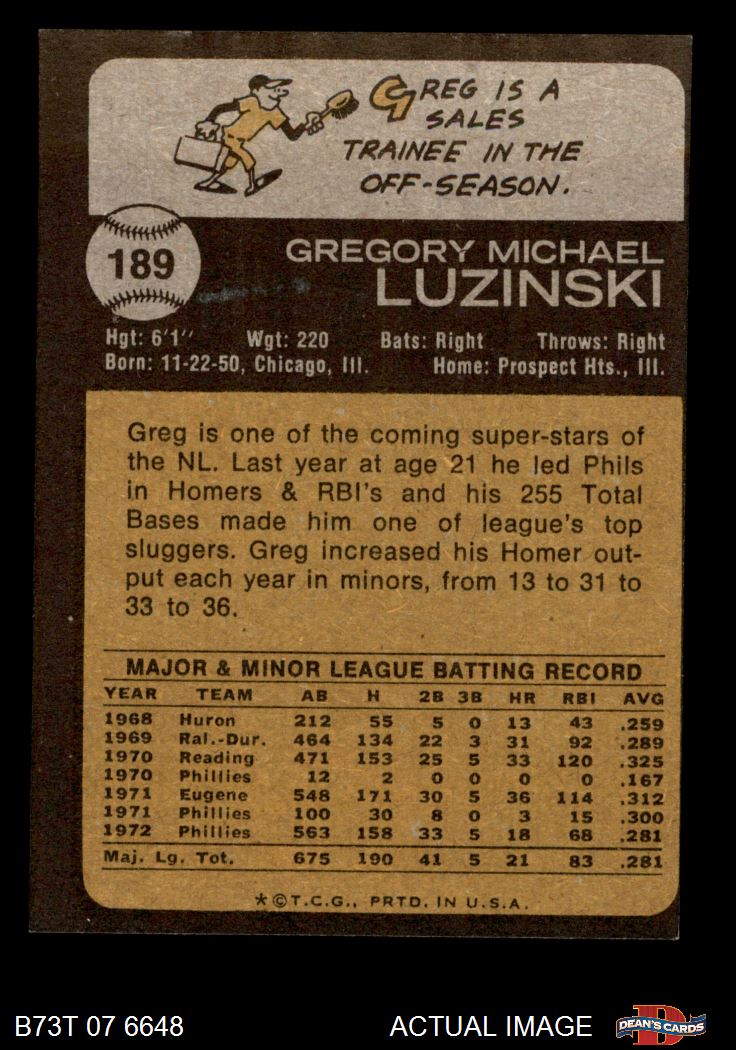 GREG IS A
SALES
TRAINEE IN THE
OFF-SEASON.
189
GREGORY MICHAEL
LUZINSKI
Hgt: 6'1" Wgt: 220 Bats: Right Throws: Right
Born: 11-22-50, Chicago, Ill. Home: Prospect Hts., Ill.
Greg is one of the coming super-stars of
the NL. Last year at age 21 he led Phils
in Homers & RBI's and his 255 Total
Bases made him one of league's top
sluggers. Greg increased his Homer out-
put each year in minors, from 13 to 31 to
33 to 36.
MAJOR & MINOR LEAGUE BATTING RECORD
YEAR TEAM AB H 2B 3B HR RBI AVG
1968 Huron 212 55 5 0 13 43 .259
1969 Ral.-Dur. 464 134 22 3 31 92 .289
1970 Reading 471 153 25 5 33 120 .325
1970 Phillies 12 2 0 0 0 0 .167
1971 Eugene 548 171 30 5 36 114 .312
1971 Phillies 100 30 8 0 3 15 .300
1972 Phillies 563 158 33 5 18 68 .281
Maj. Lg. Tot. 675 190 41 5 21 83 .281
*©T.C.G., PRTD. IN U.S.A.
B73T 07 6648 ACTUAL IMAGE DEAN'S CARDS